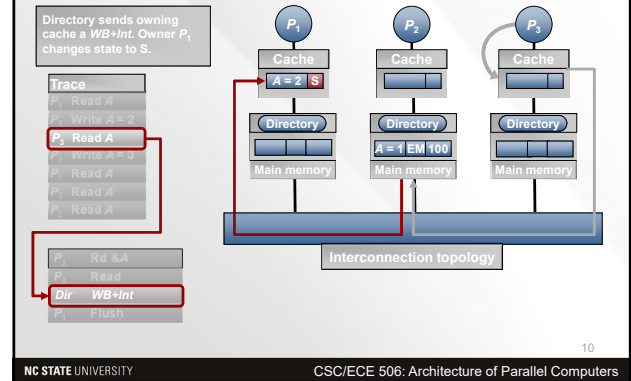 Directory sends owning
cache a WB+Int. Owner P1
changes state to S.
P1
P2
P3
Cache
Cache
Cache
A = 2 S
Trace
P1 Read A
P1 Write A = 2
P3 Read A
P3 Write A = 3
P1 Read A
P3 Read A
P2 Read A
Directory
Directory
Directory
A = 1 EM 100
Main memory
Main memory
Main memory
Interconnection topology
P3 Rd &A
P3 Read
Dir WB+Int
P1 Flush
10
NC STATE UNIVERSITY
CSC/ECE 506: Architecture of Parallel Computers